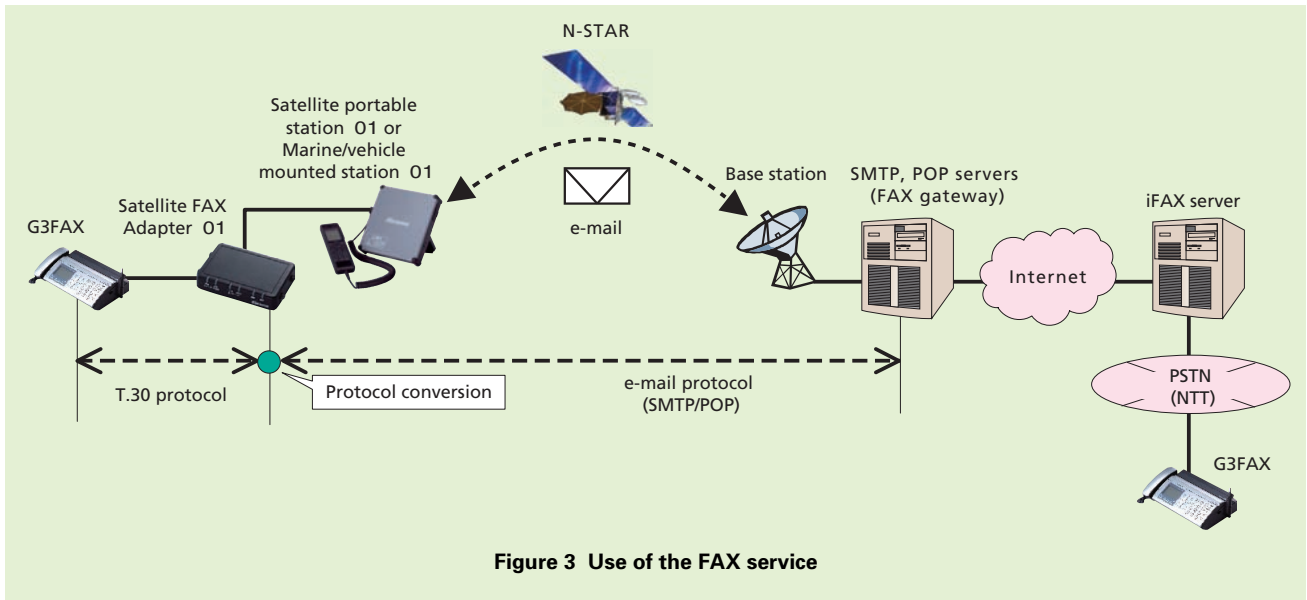 N-STAR
Satellite portable
station 01 or
Marine/vehicle
mounted station 01
Satellite FAX
Adapter 01
G3FAX
e-mail
Base station
SMTP, POP servers
(FAX gateway)
Internet
iFAX server
T.30 protocol
Protocol conversion
e-mail protocol
(SMTP/POP)
PSTN
(NTT)
G3FAX
Figure 3 Use of the FAX service